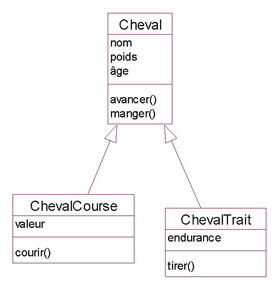 Cheval
nom
poids
âge
avancer()
manger()
ChevalCourse
valeur
courir()
ChevalTrait
endurance
tirer()